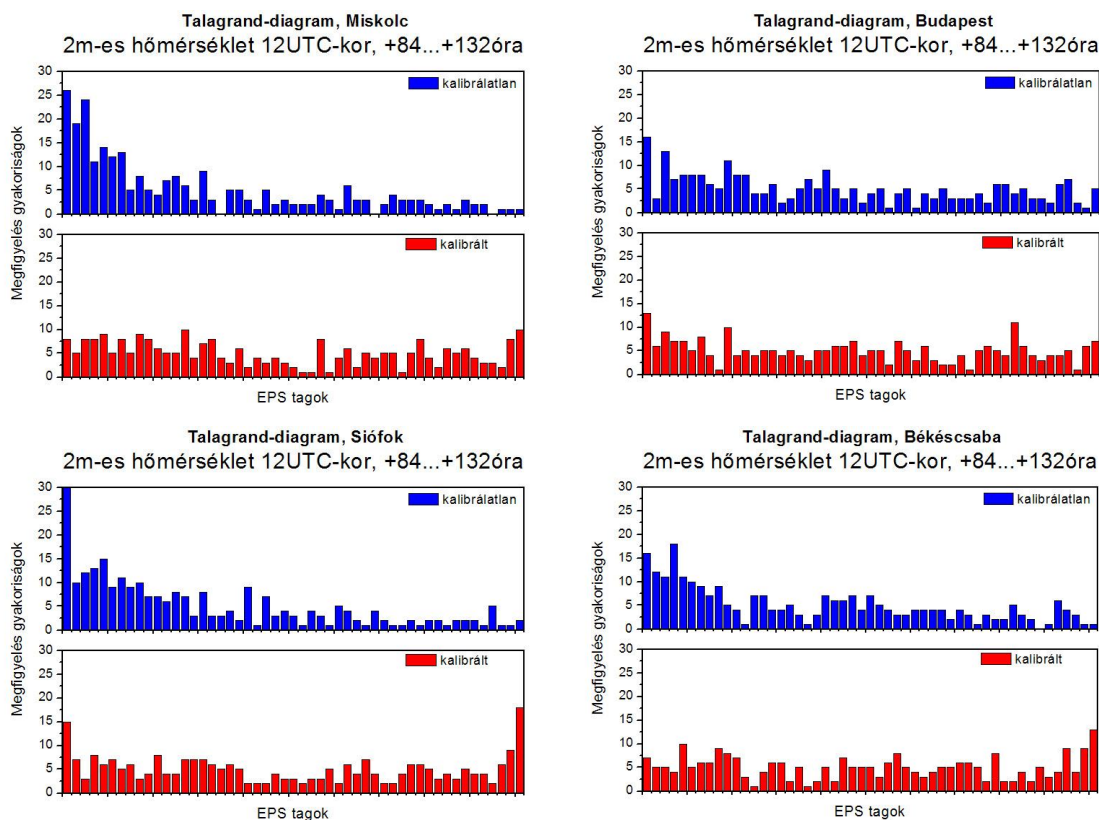 Talagrand-diagram, Miskolc
2m-es hőmérséklet 12UTC-kor, +84...+132óra
30
25
20
15
10
5
0
kalibrálatlan
30
25
20
15
10
5
0
kalibrált
Megfigyelés gyakoriságok
EPS tagok
Talagrand-diagram, Budapest
2m-es hőmérséklet 12UTC-kor, +84...+132óra
30
25
20
15
10
5
0
kalibrálatlan
30
25
20
15
10
5
0
kalibrált
Megfigyelés gyakoriságok
EPS tagok
Talagrand-diagram, Siófok
2m-es hőmérséklet 12UTC-kor, +84...+132óra
30
25
20
15
10
5
0
kalibrálatlan
30
25
20
15
10
5
0
kalibrált
Megfigyelés gyakoriságok
EPS tagok
Talagrand-diagram, Békéscsaba
2m-es hőmérséklet 12UTC-kor, +84...+132óra
30
25
20
15
10
5
0
kalibrálatlan
30
25
20
15
10
5
0
kalibrált
Megfigyelés gyakoriságok
EPS tagok